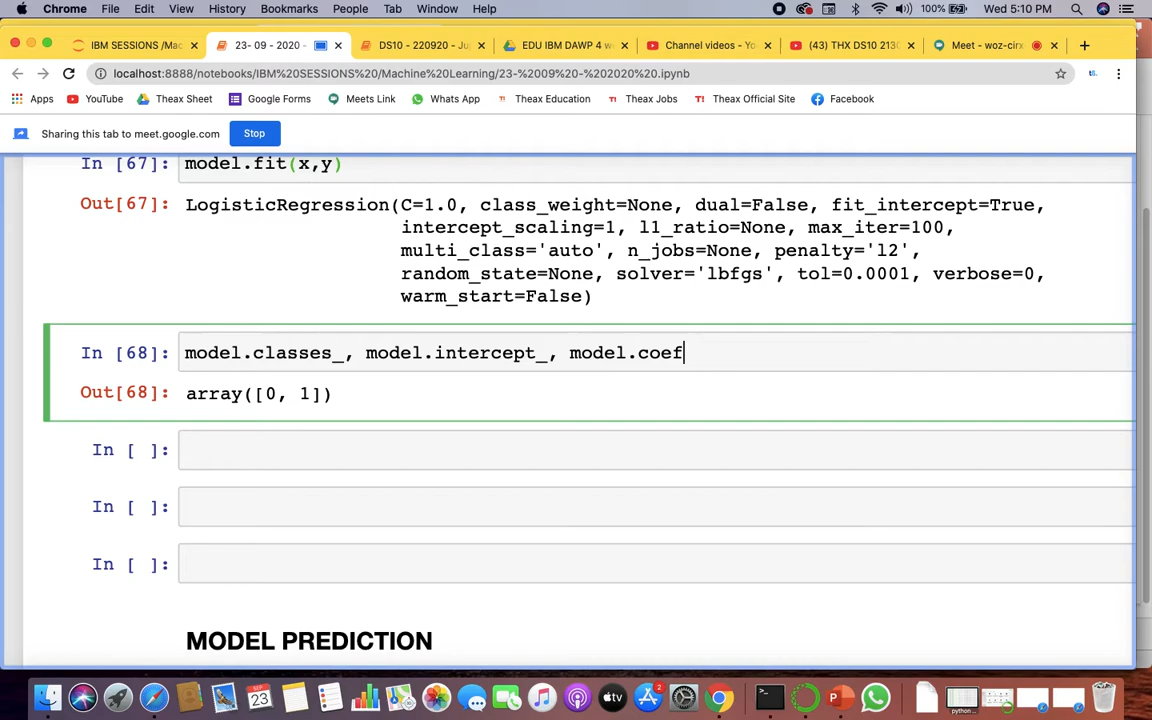 Chrome File Edit View History Bookmarks People Tab Window Help 100% Wed 5:10 PM
IBM SESSIONS /Mac 23- 09 - 2020 - DS10 - 220920 - Ju EDU IBM DAWP 4 w Channel videos - Yo (43) THX DS10 2130 Meet - woz-cirx
localhost:8888/notebooks/IBM%20SESSIONS%20/Machine%20Learning/23-%2009%20-%202020%20.ipynb
Apps YouTube Theax Sheet Google Forms Meets Link Whats App T! Theax Education T! Theax Jobs T! Theax Official Site Facebook
Sharing this tab to meet.google.com Stop
In [67]: model.fit(x,y)
Out[67]: LogisticRegression(C=1.0, class_weight=None, dual=False, fit_intercept=True,
intercept_scaling=1, l1_ratio=None, max_iter=100,
multi_class='auto', n_jobs=None, penalty='l2',
random_state=None, solver='lbfgs', tol=0.0001, verbose=0,
warm_start=False)
In [68]: model.classes_, model.intercept_, model.coef
Out[68]: array([0, 1])
In [ ]:
In [ ]:
In [ ]:
MODEL PREDICTION